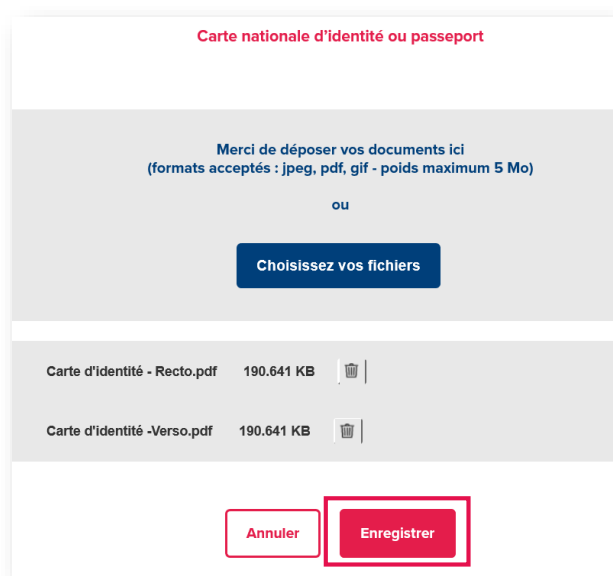 Carte nationale d'identité ou passeport
Merci de déposer vos documents ici
(formats acceptés : jpeg, pdf, gif - poids maximum 5 Mo)
ou
Choisissez vos fichiers
Carte d'identité - Recto.pdf 190.641 KB
Carte d'identité -Verso.pdf 190.641 KB
Annuler Enregistrer